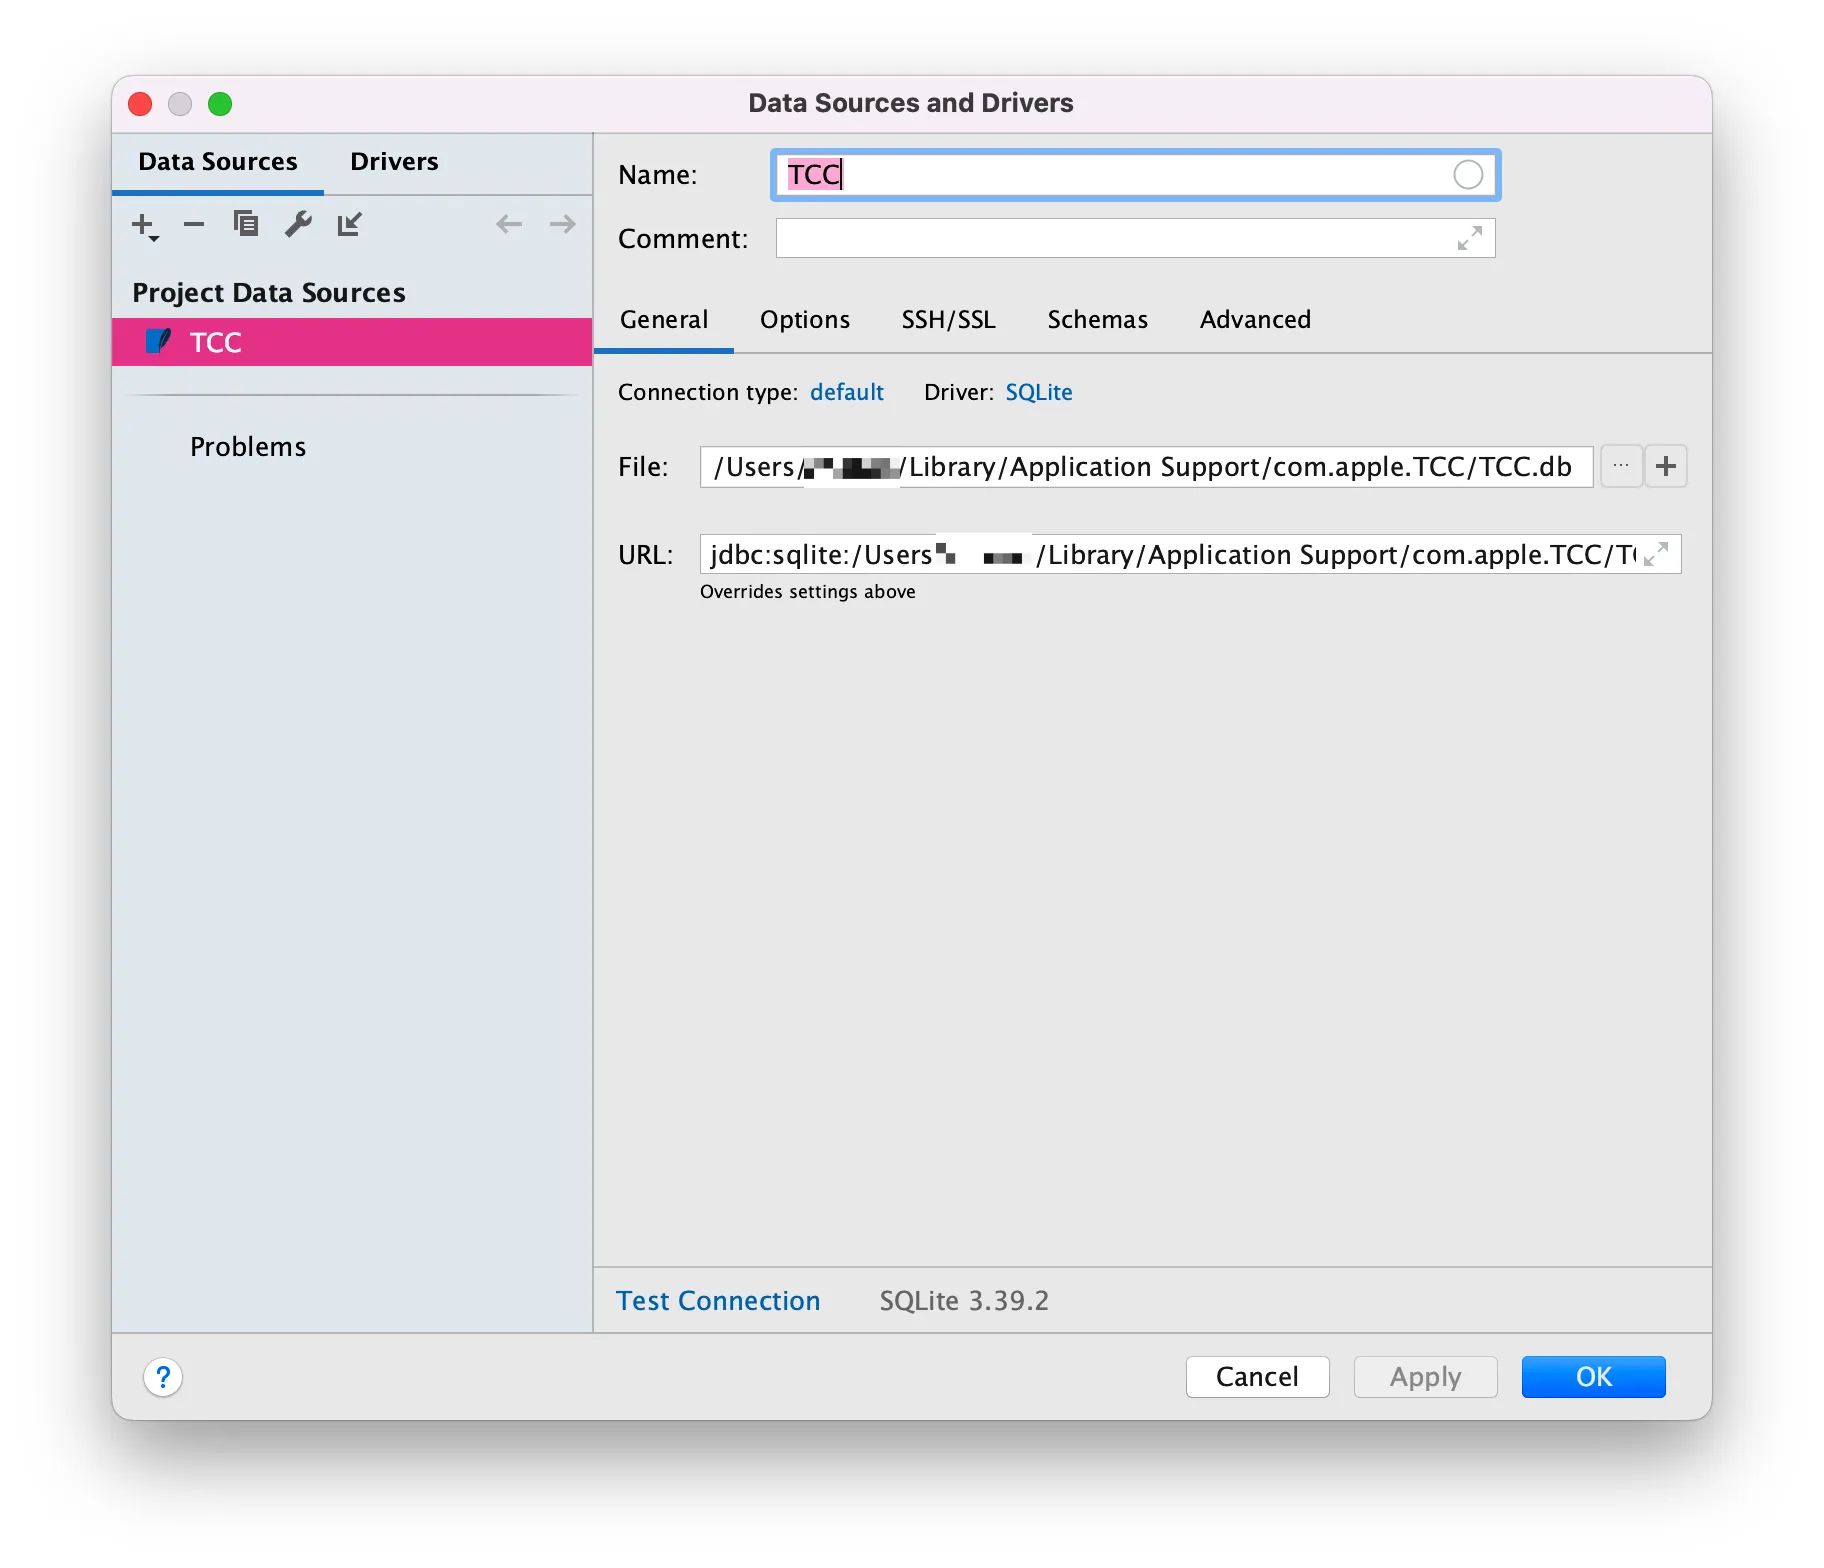 Data Sources and Drivers
Data Sources Drivers
Name: TCC
Comment:
Project Data Sources
TCC
Problems
General Options SSH/SSL Schemas Advanced
Connection type: default Driver: SQLite
File: /Users/ /Library/Application Support/com.apple.TCC/TCC.db ...
URL: jdbc:sqlite:/Users /Library/Application Support/com.apple.TCC/T
Overrides settings above
Test Connection SQLite 3.39.2
? Cancel Apply OK